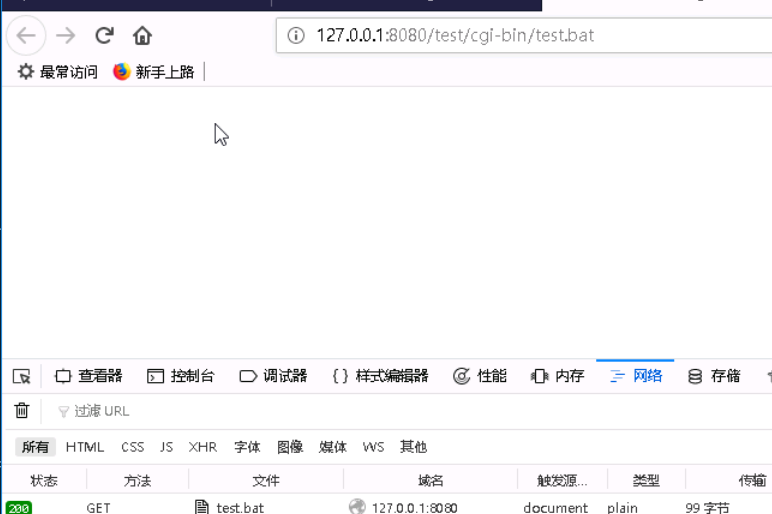 127.0.0.1:8080/test/cgi-bin/test.bat
最常访问 新手上路
查看器 控制台 调试器 {} 样式编辑器 性能 内存 网络 存储
过滤 URL
所有 HTML CSS JS XHR 字体 图像 媒体 WS 其他
状态 方法 文件 域名 触发源... 类型 传输
200 GET test.bat 127.0.0.1:8080 document plain 99 字节